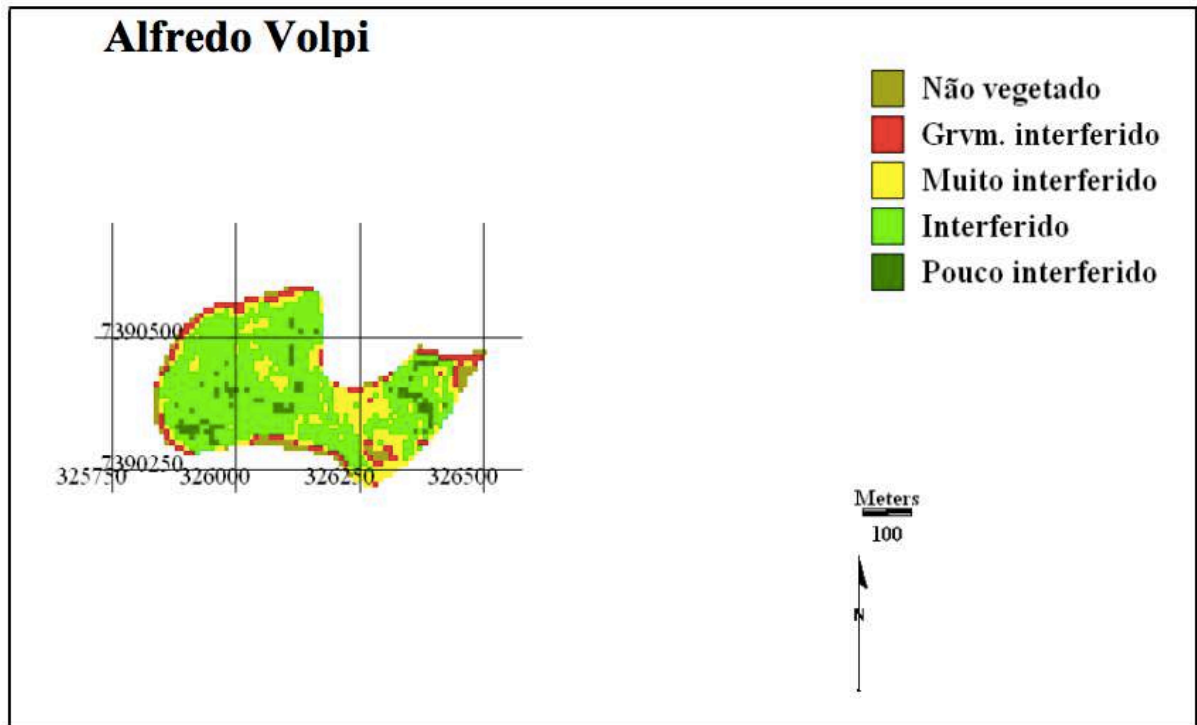 Alfredo Volpi
Não vegetado
Grvm. interferido
Muito interferido
Interferido
Pouco interferido
7390500
7390250
325750 326000 326250 326500
Meters
100
N